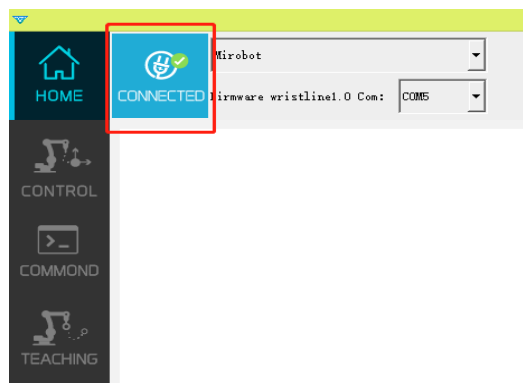 HOME
CONNECTED
Mirobot
Firmware wristline1.0 Com: COM5
CONTROL
>_
COMMOND
TEACHING